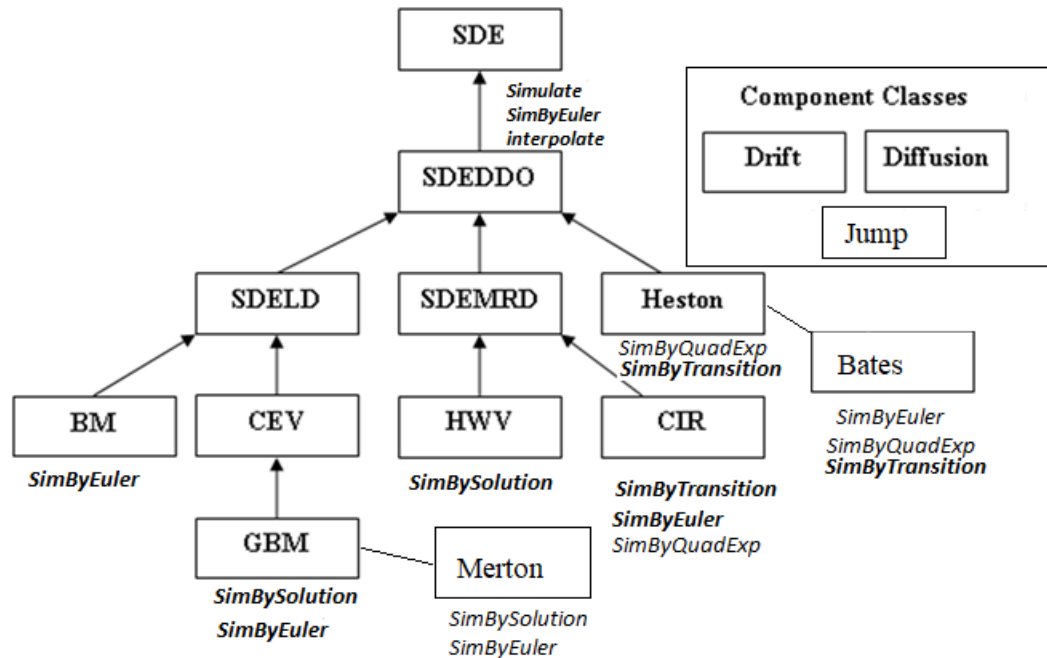 SDE
Simulate
SimByEuler
interpolate
Component Classes
Drift
Diffusion
Jump
SDEDDO
SDELD
SDEMRD
Heston
SimByQuadExp
SimByTransition
Bates
SimByEuler
SimByQuadExp
SimByTransition
BM
SimByEuler
CEV
HWV
SimBySolution
CIR
SimByTransition
SimByEuler
SimByQuadExp
GBM
SimBySolution
SimByEuler
Merton
SimBySolution
SimByEuler